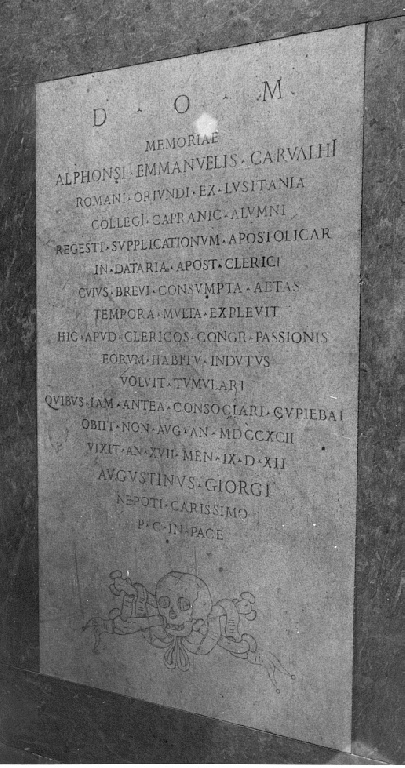 D · O · M
MEMORIAE
ALPHONSI · EMMANVELIS · CARVALHI
ROMANI · ORIVNDI · EX · LVSITANIA
COLLEGI · CAPRANIC · ALVMNI
REGESTI · SVPPLICATIONVM · APOSTOLICAR
IN · DATARIA · APOST · CLERICI
CVIVS · BREVI · CONSVMPTA · AETAS
TEMPORA · MVLTA · EXPLEVIT
HIC · APVD · CLERICOS · CONGR · PASSIONIS
EORVM · HABITV · INDVTVS
VOLVIT · TVMVLARI
QVIBVS · IAM · ANTEA · CONSOCIARI · CVPIEBAT
OBIIT · NON · AVG · AN · MDCCXCII
VIXIT · AN · XVII · MEN · IX · D · XII
AVGVSTINVS · GIORGI
NEPOTI · CARISSIMO
P · C · IN · PACE